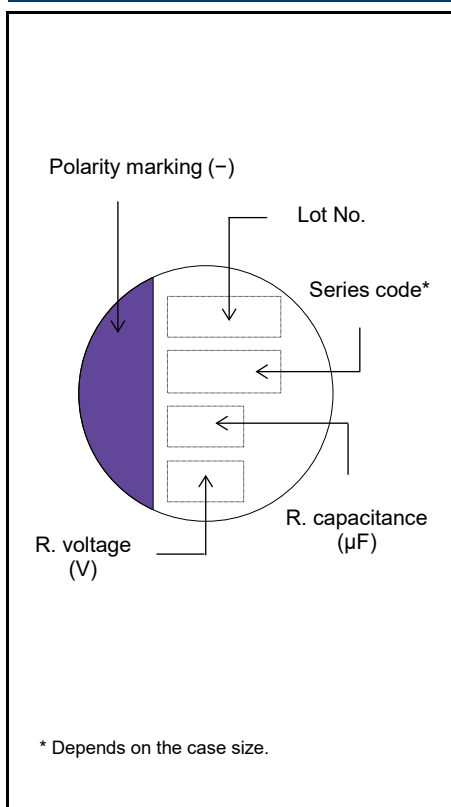 Polarity marking (−)
Lot No.
Series code*
R. capacitance
(µF)
R. voltage
(V)
* Depends on the case size.